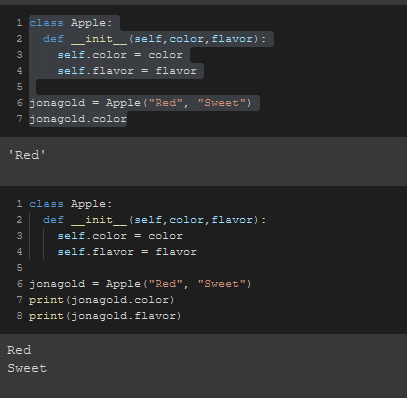 1 class Apple:
2   def __init__(self,color,flavor):
3     self.color = color
4     self.flavor = flavor
5
6 jonagold = Apple("Red", "Sweet")
7 jonagold.color
'Red'
1 class Apple:
2   def __init__(self,color,flavor):
3     self.color = color
4     self.flavor = flavor
5
6 jonagold = Apple("Red", "Sweet")
7 print(jonagold.color)
8 print(jonagold.flavor)
Red
Sweet